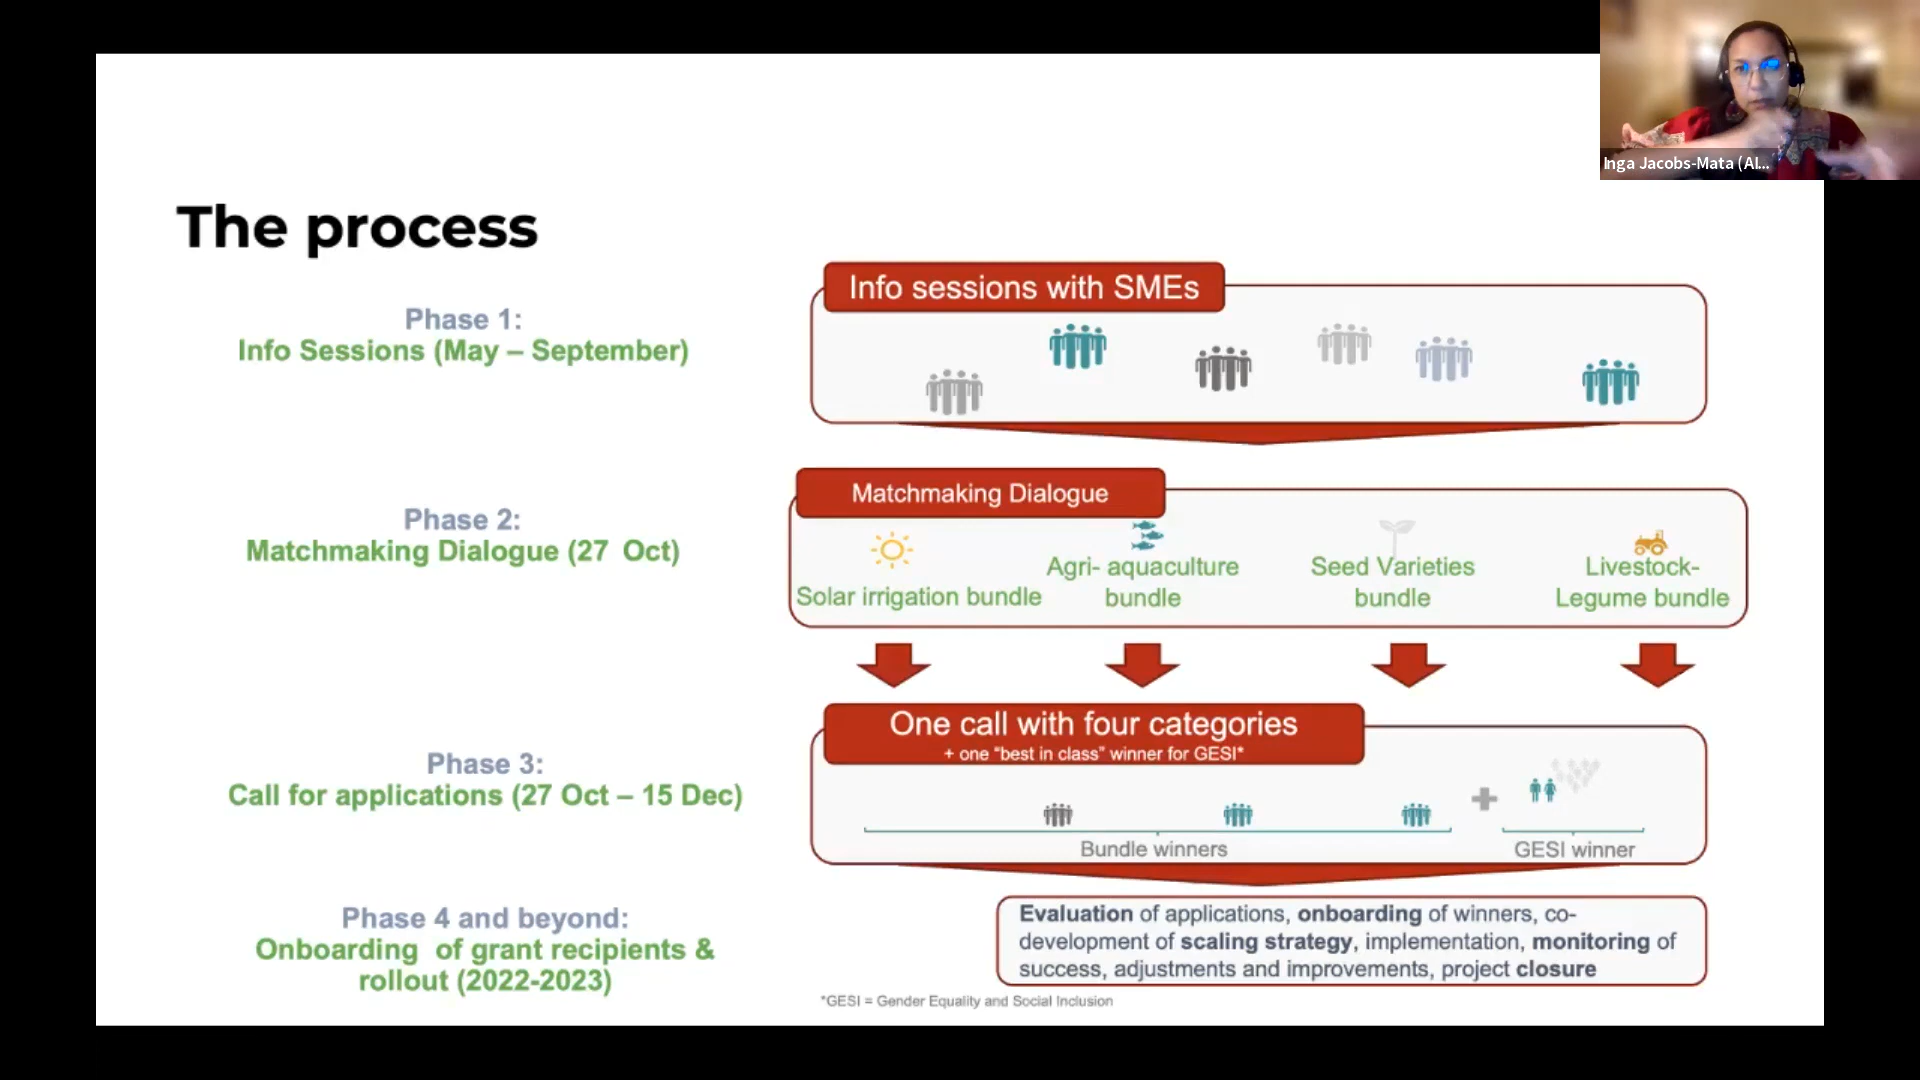 Inga Jacobs-Mata (Al...
The process
Phase 1:
Info Sessions (May – September)
Info sessions with SMEs
Phase 2:
Matchmaking Dialogue (27 Oct)
Matchmaking Dialogue
Solar irrigation bundle
Agri- aquaculture
bundle
Seed Varieties
bundle
Livestock-
Legume bundle
Phase 3:
Call for applications (27 Oct – 15 Dec)
One call with four categories
+ one "best in class" winner for GESI*
Bundle winners
GESI winner
Phase 4 and beyond:
Onboarding of grant recipients &
rollout (2022-2023)
Evaluation of applications, onboarding of winners, co-
development of scaling strategy, implementation, monitoring of
success, adjustments and improvements, project closure
*GESI = Gender Equality and Social Inclusion